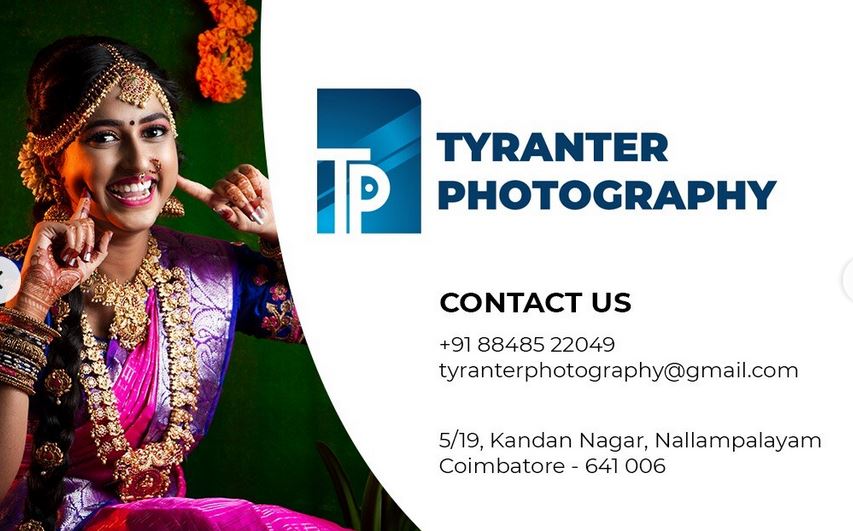 TP
TYRANTER
PHOTOGRAPHY
CONTACT US
+91 88485 22049
tyranterphotography@gmail.com
5/19, Kandan Nagar, Nallampalayam
Coimbatore - 641 006